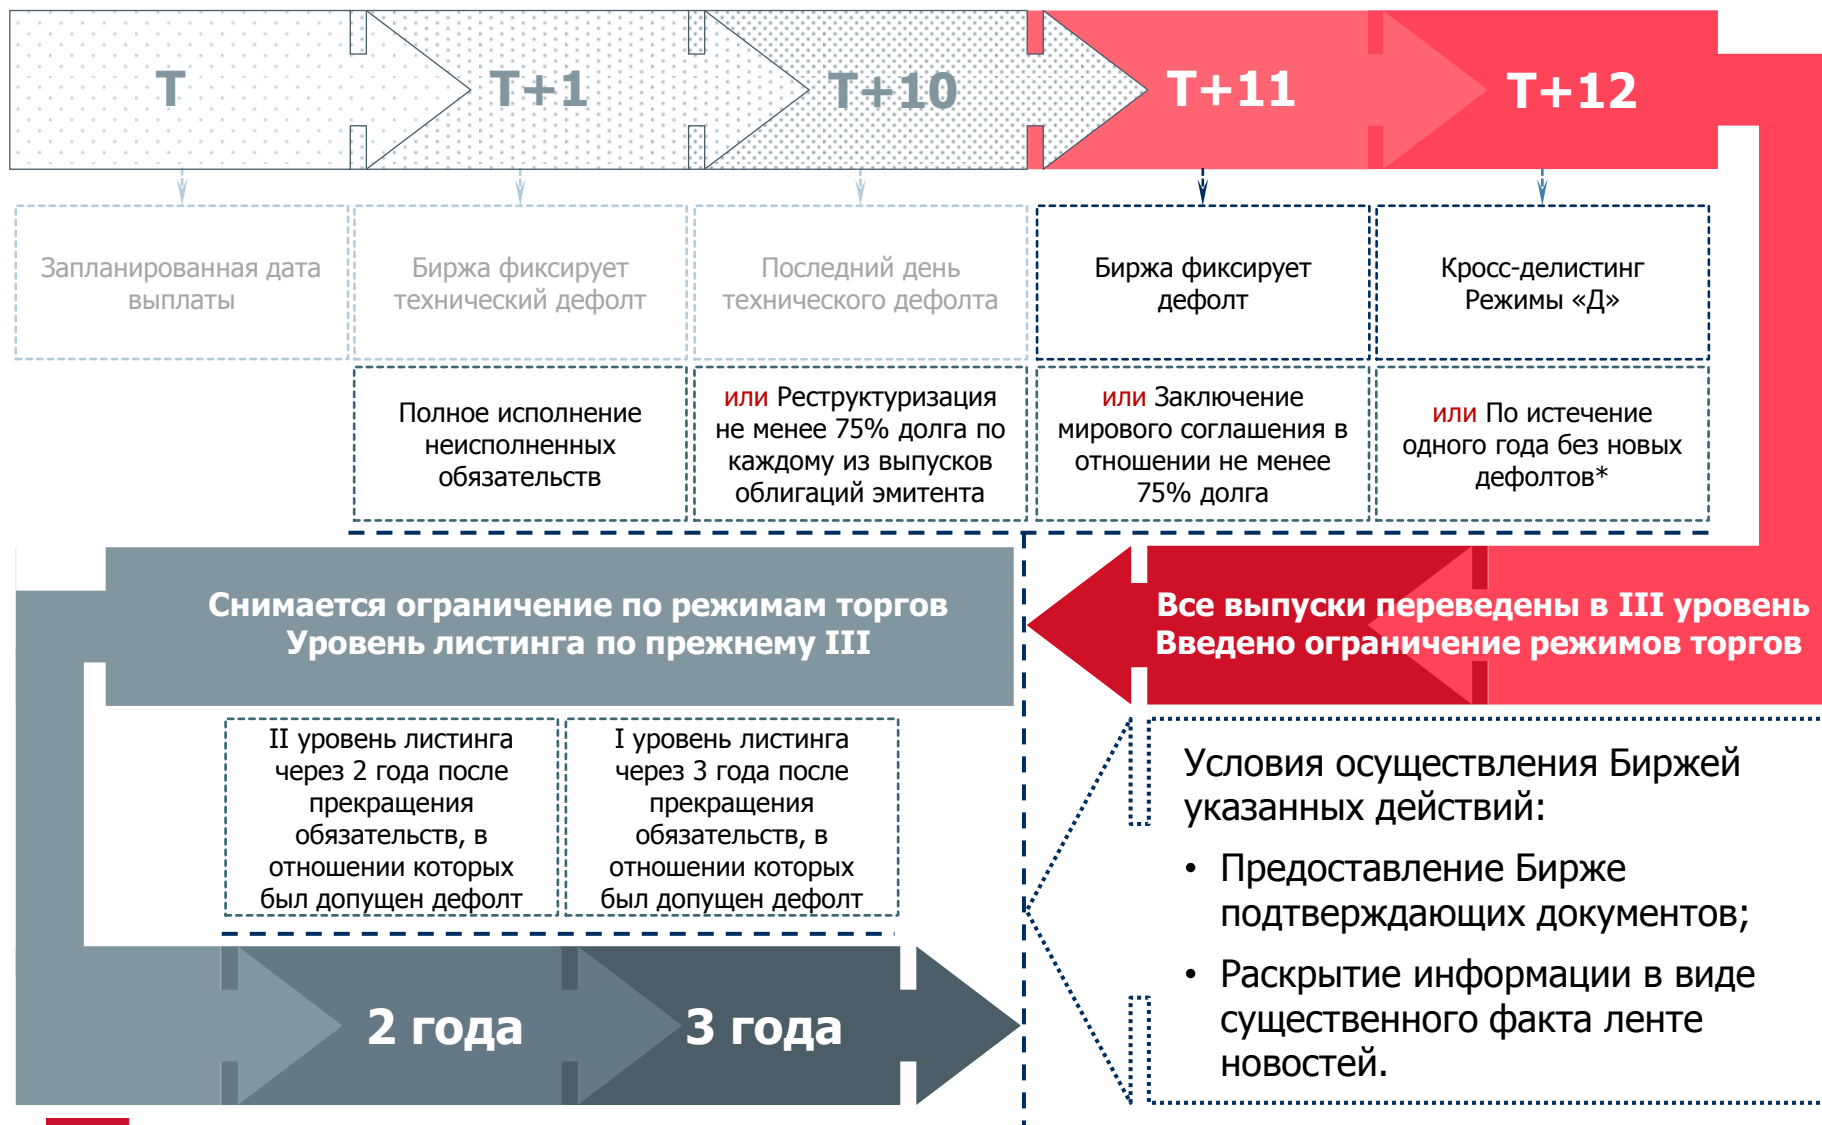 T
T+1
T+10
T+11
T+12
Запланированная дата
выплаты
Биржа фиксирует
технический дефолт
Последний день
технического дефолта
Биржа фиксирует
дефолт
Кросс-делистинг
Режимы «Д»
Полное исполнение
неисполненных
обязательств
или Реструктуризация
не менее 75% долга по
каждому из выпусков
облигаций эмитента
или Заключение
мирового соглашения в
отношении не менее
75% долга
или По истечение
одного года без новых
дефолтов*
Все выпуски переведены в III уровень
Введено ограничение режимов торгов
Снимается ограничение по режимам торгов
Уровень листинга по прежнему III
II уровень листинга
через 2 года после
прекращения
обязательств, в
отношении которых
был допущен дефолт
I уровень листинга
через 3 года после
прекращения
обязательств, в
отношении которых
был допущен дефолт
2 года
3 года
Условия осуществления Биржей
указанных действий:
• Предоставление Бирже
подтверждающих документов;
• Раскрытие информации в виде
существенного факта ленте
новостей.